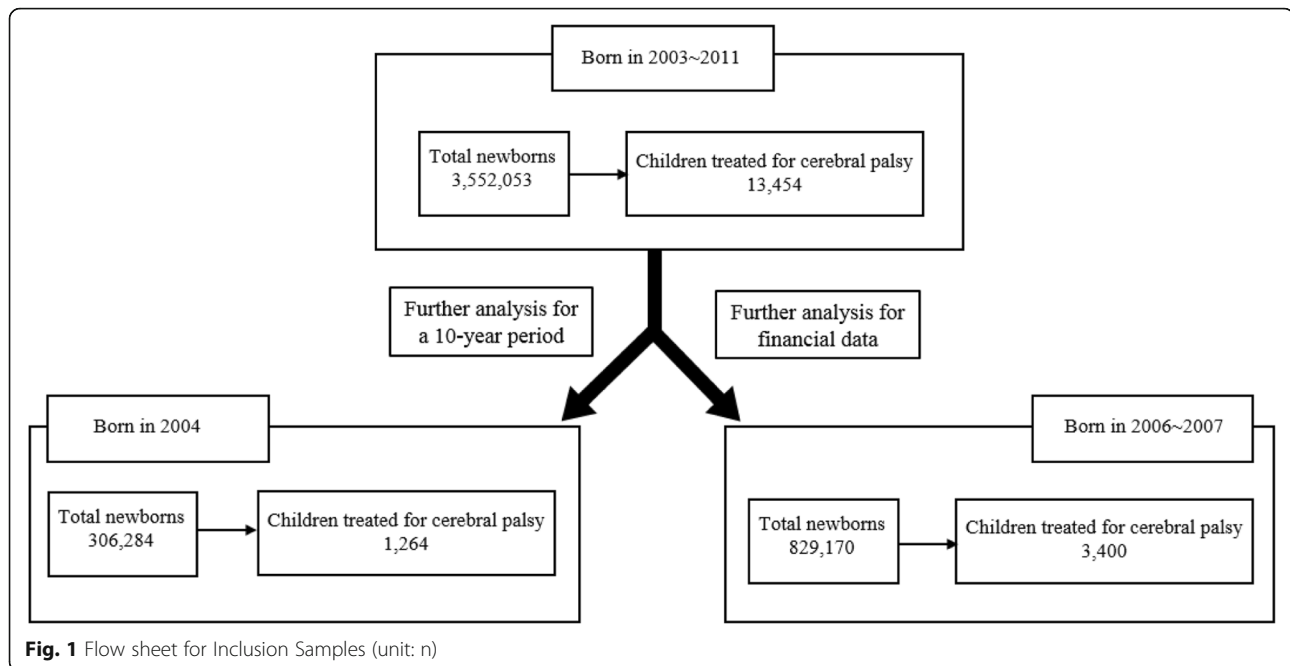 Born in 2003~2011
Total newborns
3,552,053
Children treated for cerebral palsy
13,454
Further analysis for
a 10-year period
Further analysis for
financial data
Born in 2004
Total newborns
306,284
Children treated for cerebral palsy
1,264
Born in 2006~2007
Total newborns
829,170
Children treated for cerebral palsy
3,400
Fig. 1 Flow sheet for Inclusion Samples (unit: n)